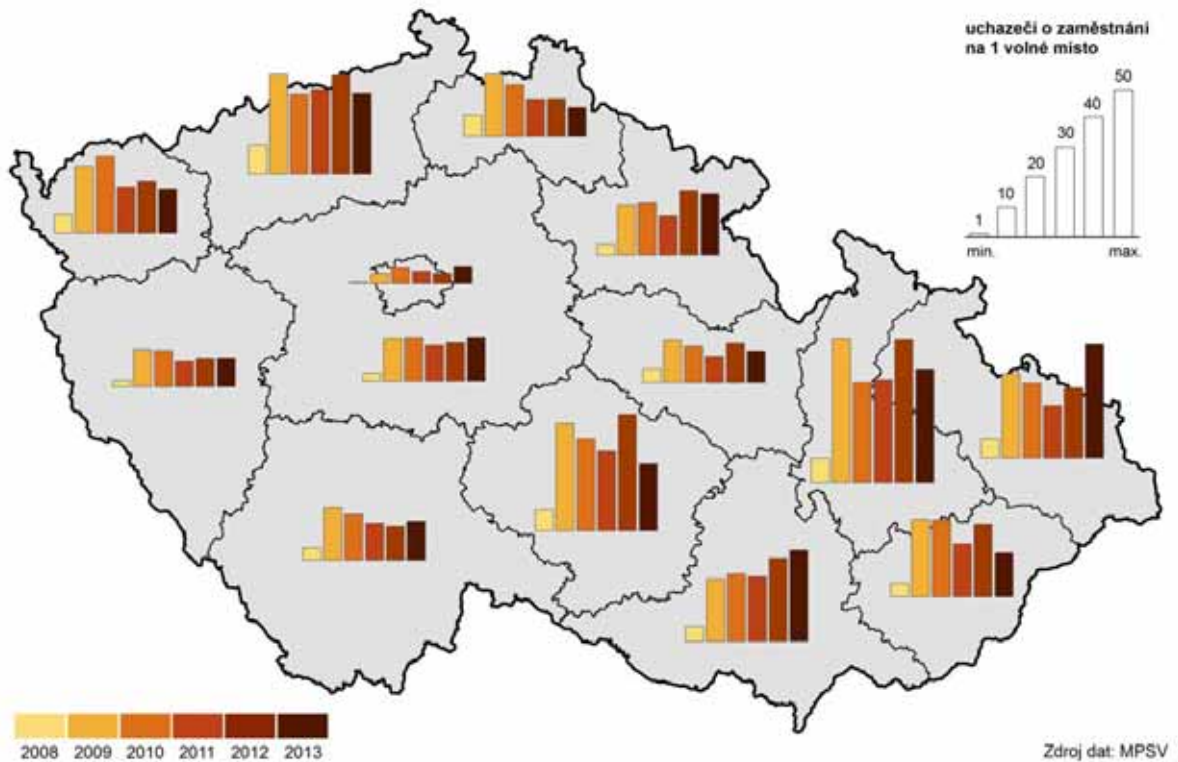 uchazeči o zaměstnání
na 1 volné místo
50
40
30
20
10
1
min.
max.
2008 2009 2010 2011 2012 2013
Zdroj dat: MPSV